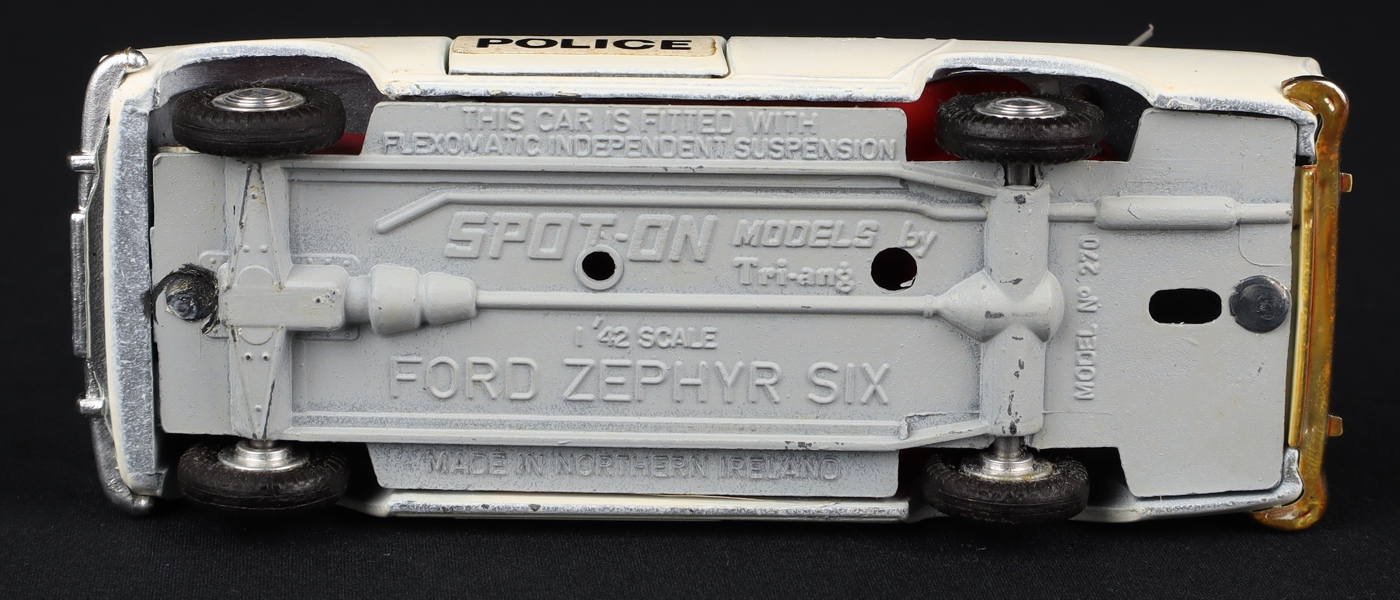 POLICE
THIS CAR IS FITTED WITH
FLEXOMATIC INDEPENDENT SUSPENSION
SPOT-ON MODELS by
Tri-ang
1'42 SCALE
FORD ZEPHYR SIX
MODEL Nº 270
MADE IN NORTHERN IRELAND